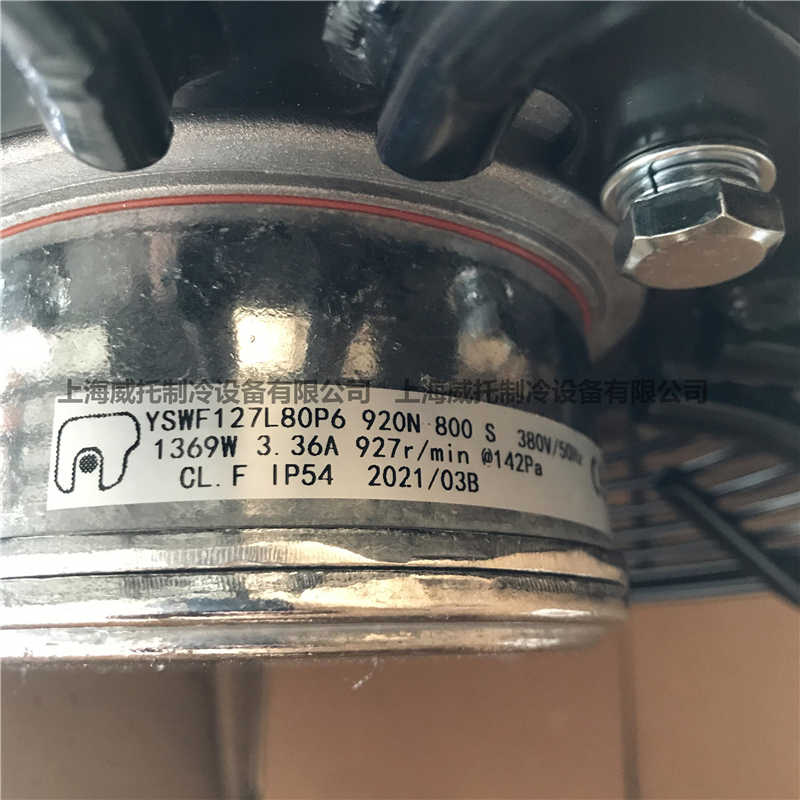 上海威托制冷设备有限公司 上海威托制冷设备有限公司
YSWF127L80P6 920N 800 S 380V/50Hz
1369W 3.36A 927r/min @142Pa
CL.F IP54 2021/03B